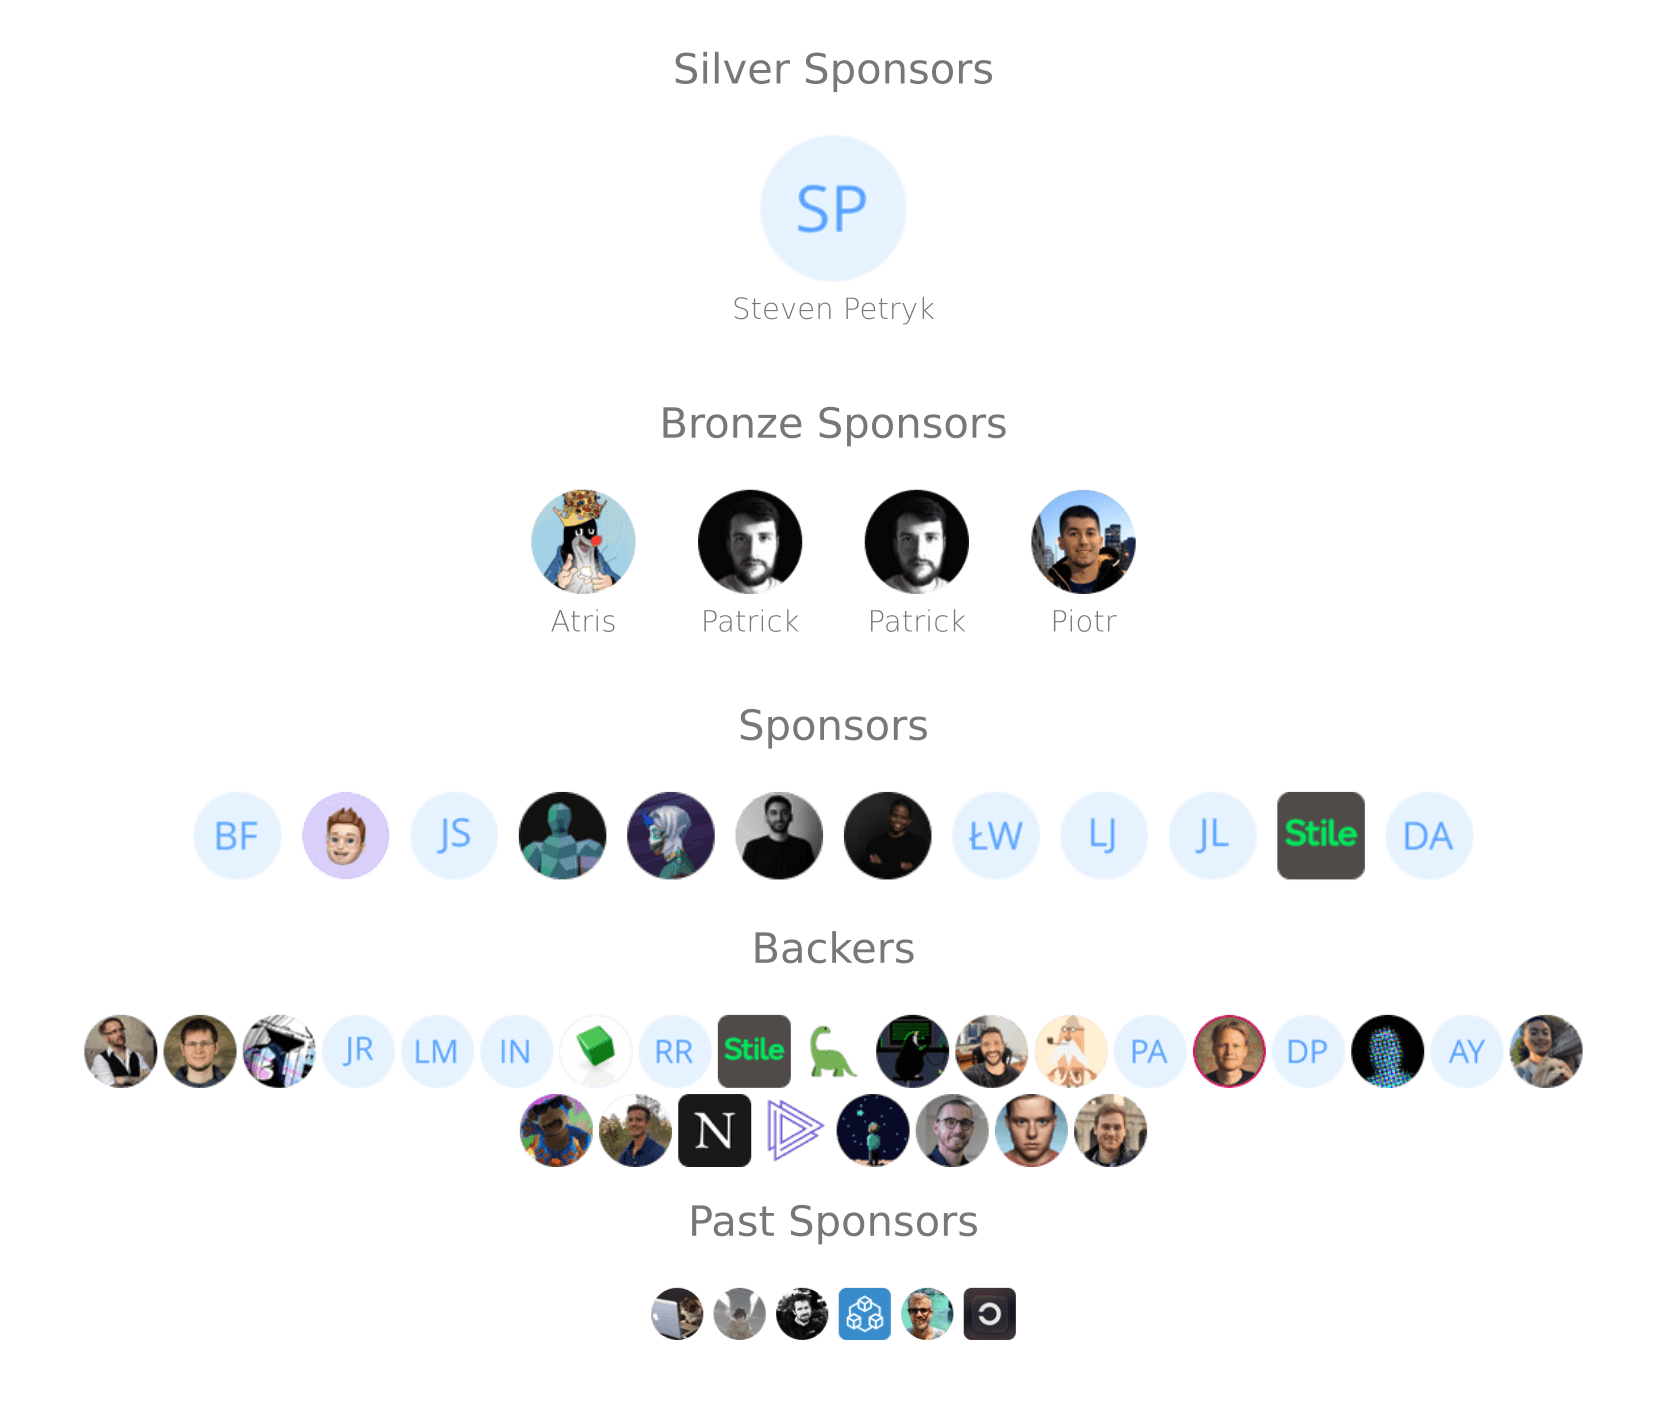 Silver Sponsors
SP
Steven Petryk
Bronze Sponsors
Atris Patrick Patrick Piotr
Sponsors
BF JS ŁW LJ JL Stile DA
Backers
JR LM IN RR Stile PA DP AY
N
Past Sponsors